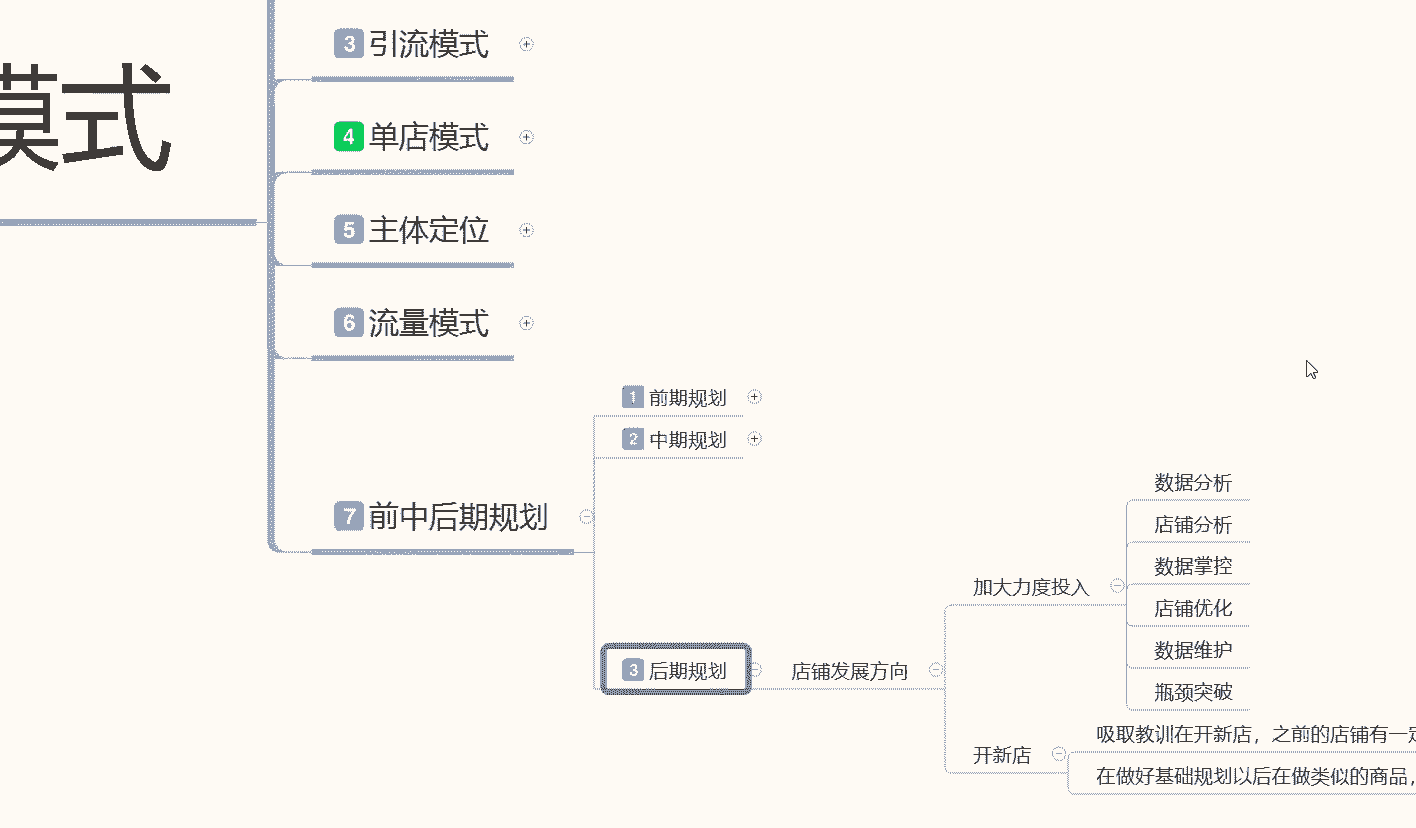 模式
3 引流模式
4 单店模式
5 主体定位
6 流量模式
7 前中后期规划
1 前期规划
2 中期规划
3 后期规划
店铺发展方向
加大力度投入
数据分析
店铺分析
数据掌控
店铺优化
数据维护
瓶颈突破
开新店
吸取教训在开新店，之前的店铺有一定
在做好基础规划以后在做类似的商品，